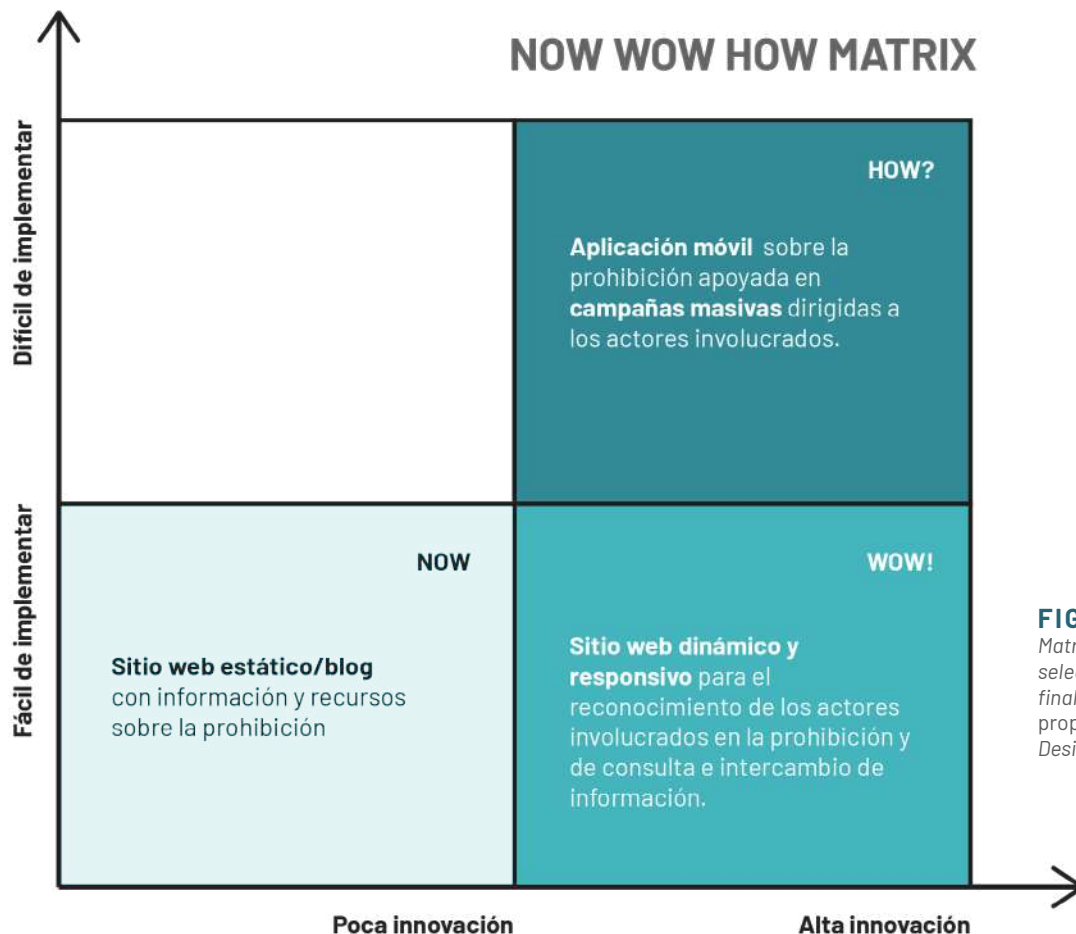 NOW WOW HOW MATRIX
Difícil de implementar
HOW?
Aplicación móvil sobre la
prohibición apoyada en
campañas masivas dirigidas a
los actores involucrados.
Fácil de implementar
NOW
Sitio web estático/blog
con información y recursos
sobre la prohibición
WOW!
Sitio web dinámico y
responsivo para el
reconocimiento de los actores
involucrados en la prohibición y
de consulta e intercambio de
información.
Poca innovación
Alta innovación